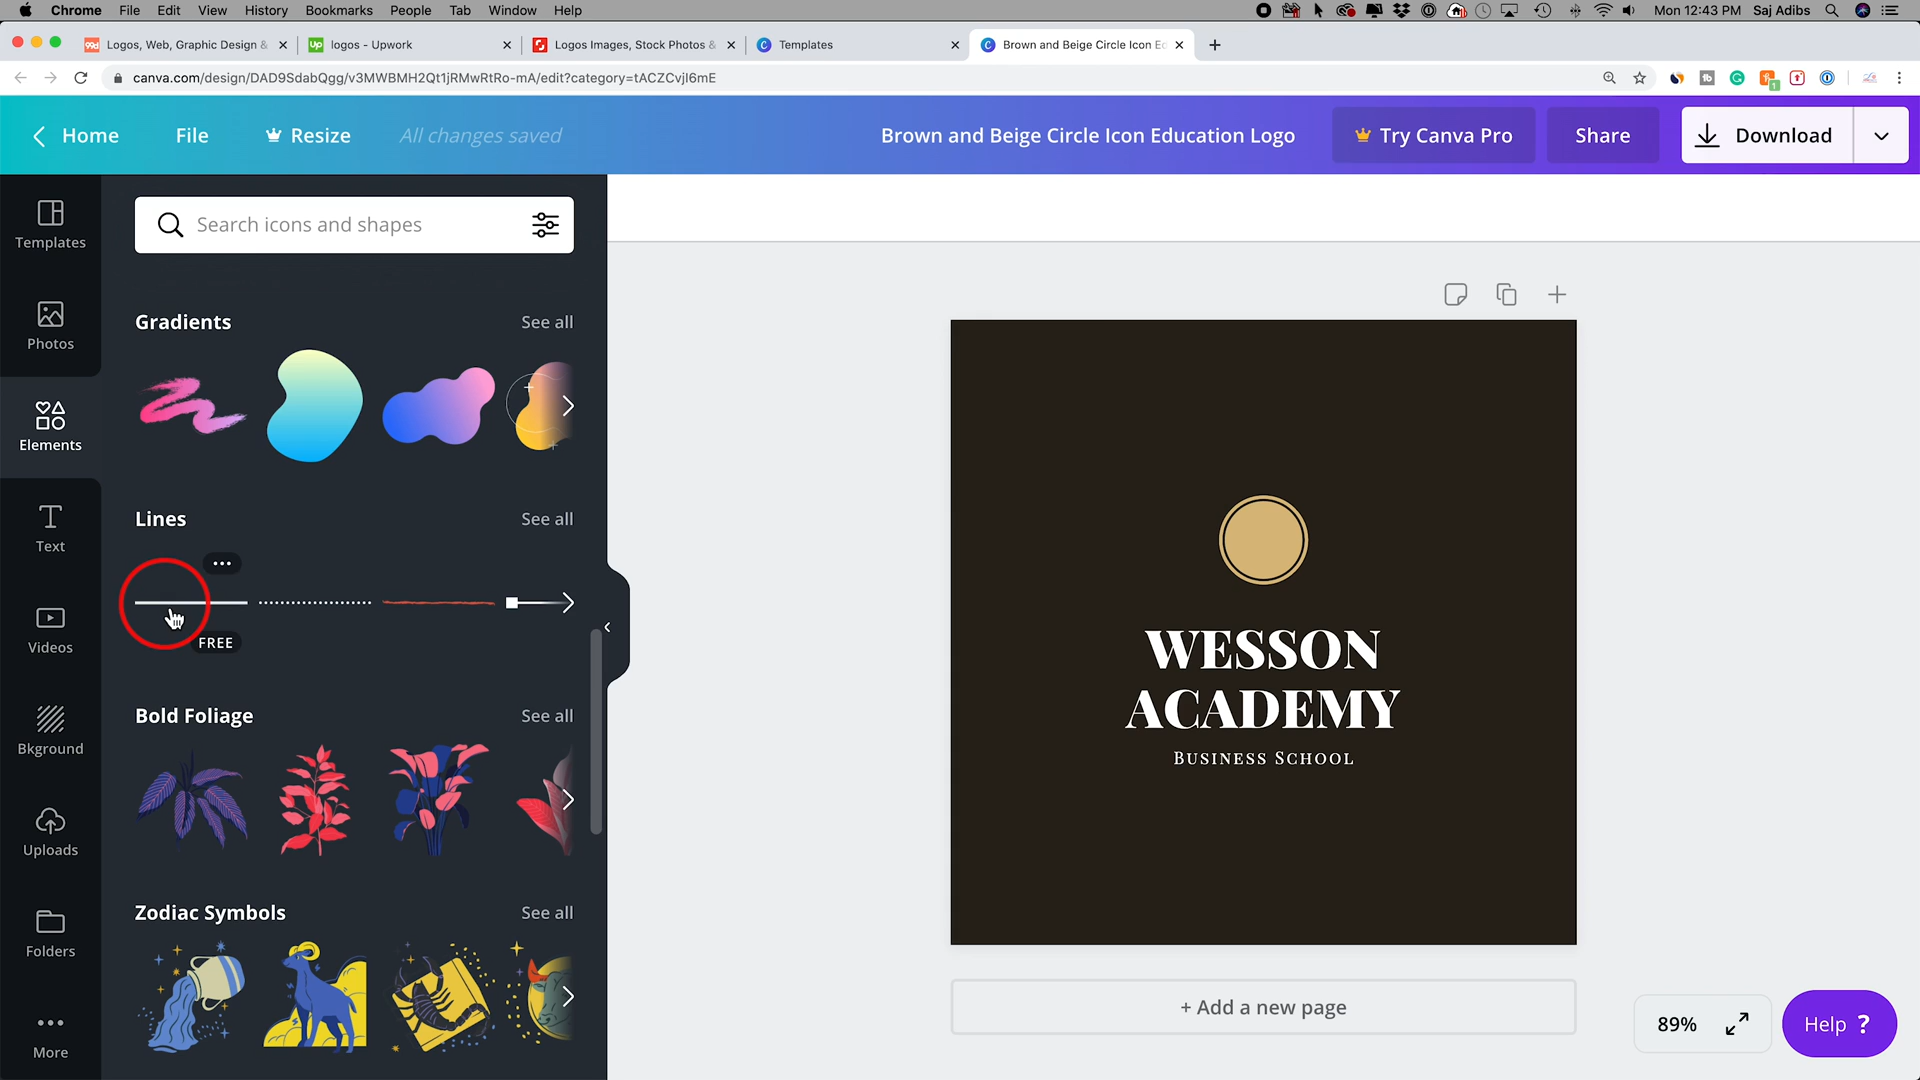 Chrome File Edit View History Bookmarks People Tab Window Help Mon 12:43 PM Saj Adibs
99d Logos, Web, Graphic Design & Up logos - Upwork Logos Images, Stock Photos & C Templates C Brown and Beige Circle Icon Ec
canva.com/design/DAD9SdabQgg/v3MWBMH2Qt1jRMwRtRo-mA/edit?category=tACZCvjI6mE
Home File Resize All changes saved Brown and Beige Circle Icon Education Logo Try Canva Pro Share Download
Templates
Photos
Elements
Text
Videos
Bkground
Uploads
Folders
More
Search icons and shapes
Gradients See all
Lines See all
FREE
Bold Foliage See all
Zodiac Symbols See all
WESSON
ACADEMY
BUSINESS SCHOOL
+ Add a new page
89%
Help ?